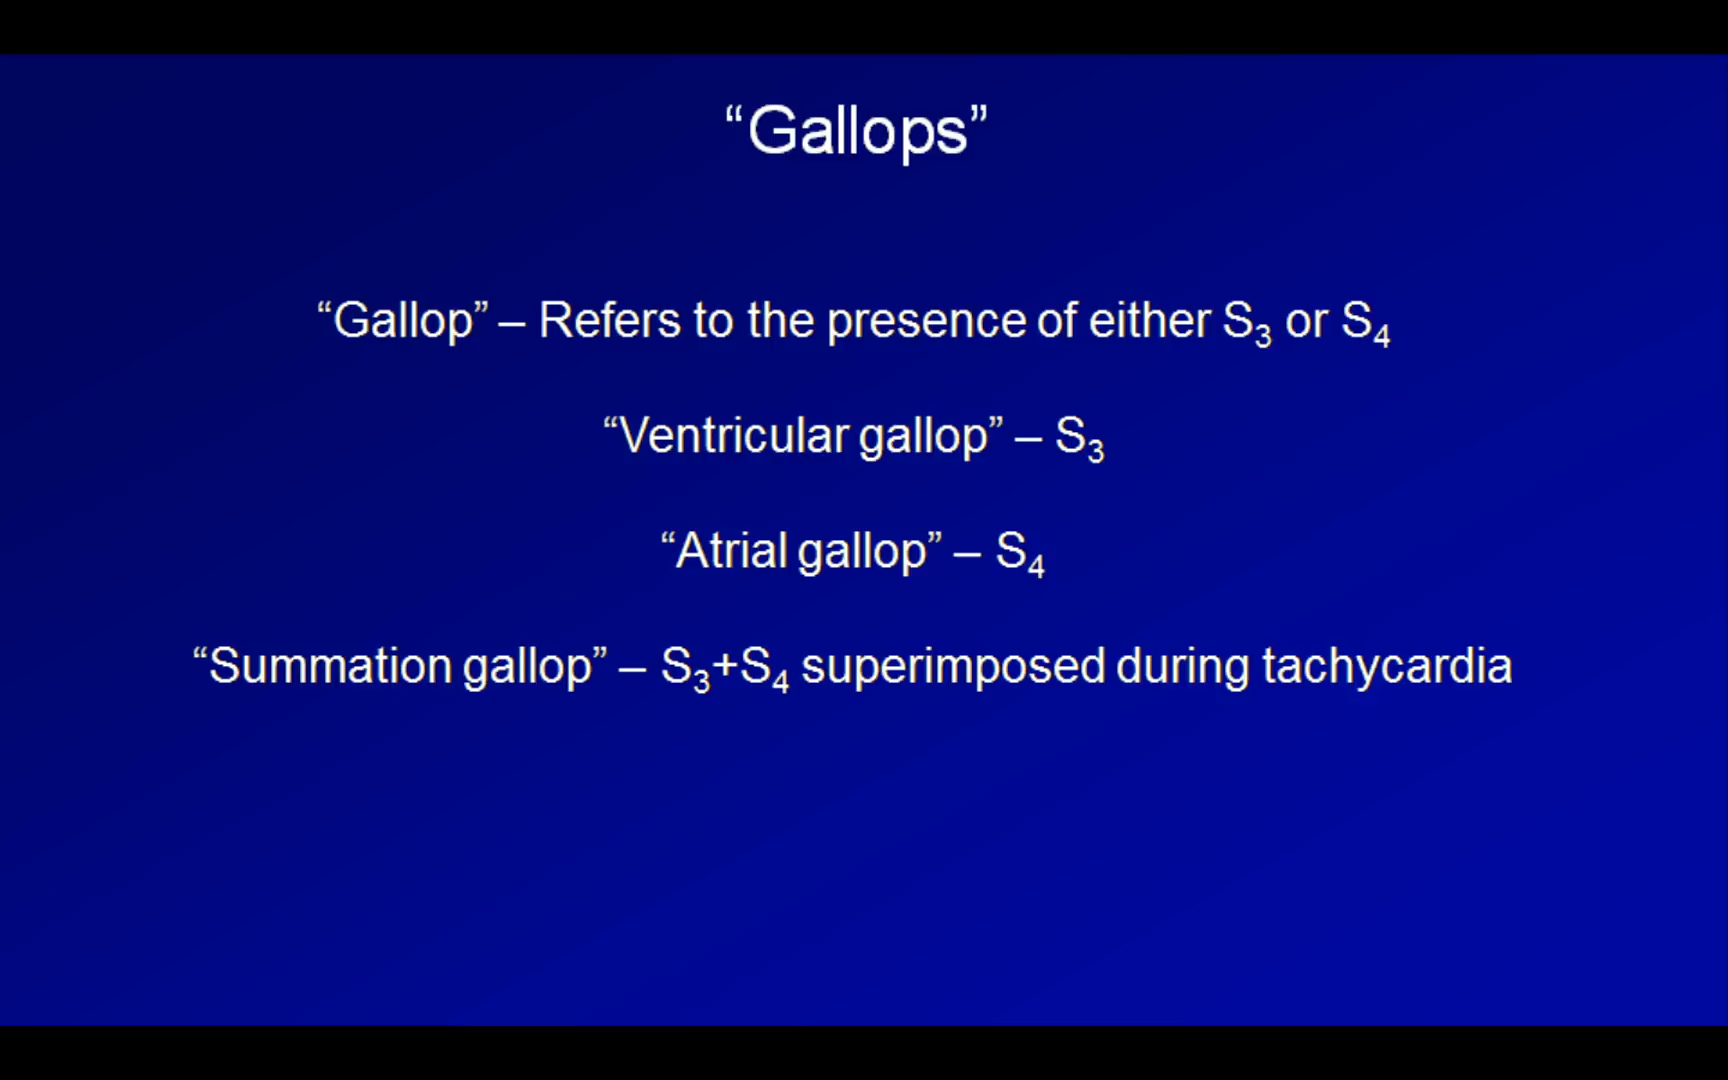 “Gallops”
“Gallop” – Refers to the presence of either S₃ or S₄
“Ventricular gallop” – S₃
“Atrial gallop” – S₄
“Summation gallop” – S₃+S₄ superimposed during tachycardia